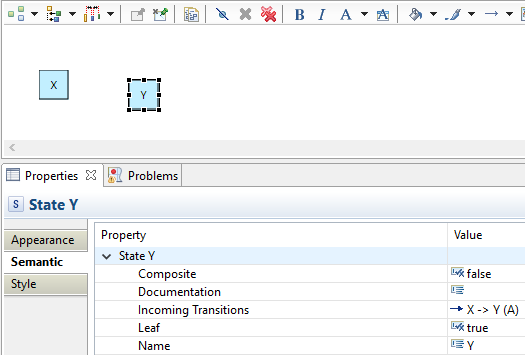 B I A A
X
Y
Properties Problems
S State Y
Appearance
Semantic
Style
Property Value
State Y
Composite false
Documentation
Incoming Transitions X -> Y (A)
Leaf true
Name Y